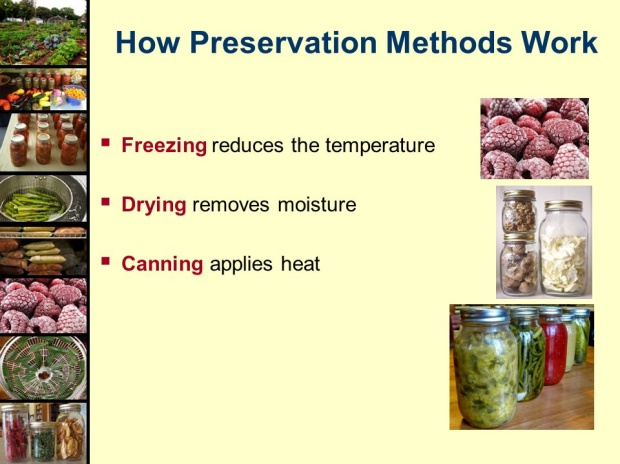 How Preservation Methods Work
Freezing reduces the temperature
Drying removes moisture
Canning applies heat